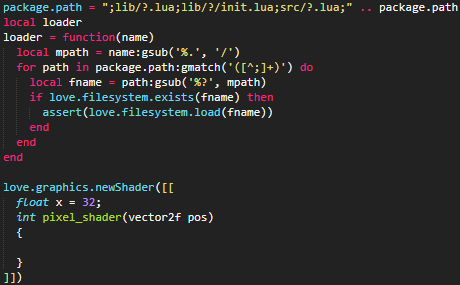 package.path = ";lib/?.lua;lib/?/init.lua;src/?.lua;" .. package.path
local loader
loader = function(name)
  local mpath = name:gsub('%.', '/')
  for path in package.path:gmatch('([^;]+)') do
    local fname = path:gsub('%?', mpath)
    if love.filesystem.exists(fname) then
      assert(love.filesystem.load(fname))
    end
  end
end

love.graphics.newShader([[
  float x = 32;
  int pixel_shader(vector2f pos)
  {

  }
]])